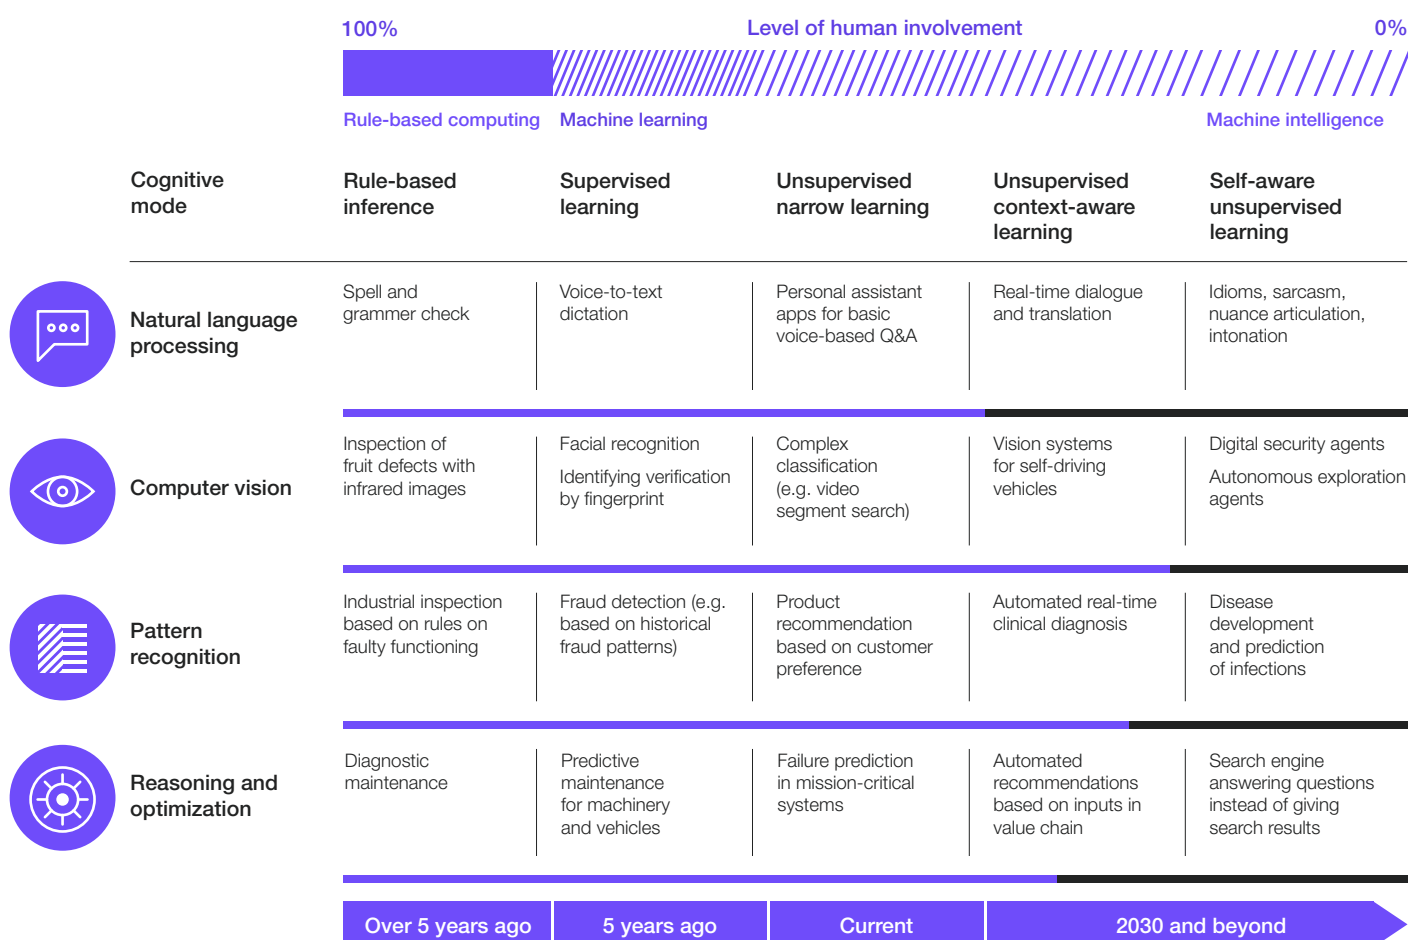 100% Level of human involvement 0%
Rule-based computing Machine learning Machine intelligence
Cognitive
mode
Rule-based
inference
Supervised
learning
Unsupervised
narrow learning
Unsupervised
context-aware
learning
Self-aware
unsupervised
learning
Natural language
processing
Spell and
grammer check
Voice-to-text
dictation
Personal assistant
apps for basic
voice-based Q&A
Real-time dialogue
and translation
Idioms, sarcasm,
nuance articulation,
intonation
Computer vision
Inspection of
fruit defects with
infrared images
Facial recognition
Identifying verification
by fingerprint
Complex
classification
(e.g. video
segment search)
Vision systems
for self-driving
vehicles
Digital security agents
Autonomous exploration
agents
Pattern
recognition
Industrial inspection
based on rules on
faulty functioning
Fraud detection (e.g.
based on historical
fraud patterns)
Product
recommendation
based on customer
preference
Automated real-time
clinical diagnosis
Disease
development
and prediction
of infections
Reasoning and
optimization
Diagnostic
maintenance
Predictive
maintenance
for machinery
and vehicles
Failure prediction
in mission-critical
systems
Automated
recommendations
based on inputs in
value chain
Search engine
answering questions
instead of giving
search results
Over 5 years ago 5 years ago Current 2030 and beyond